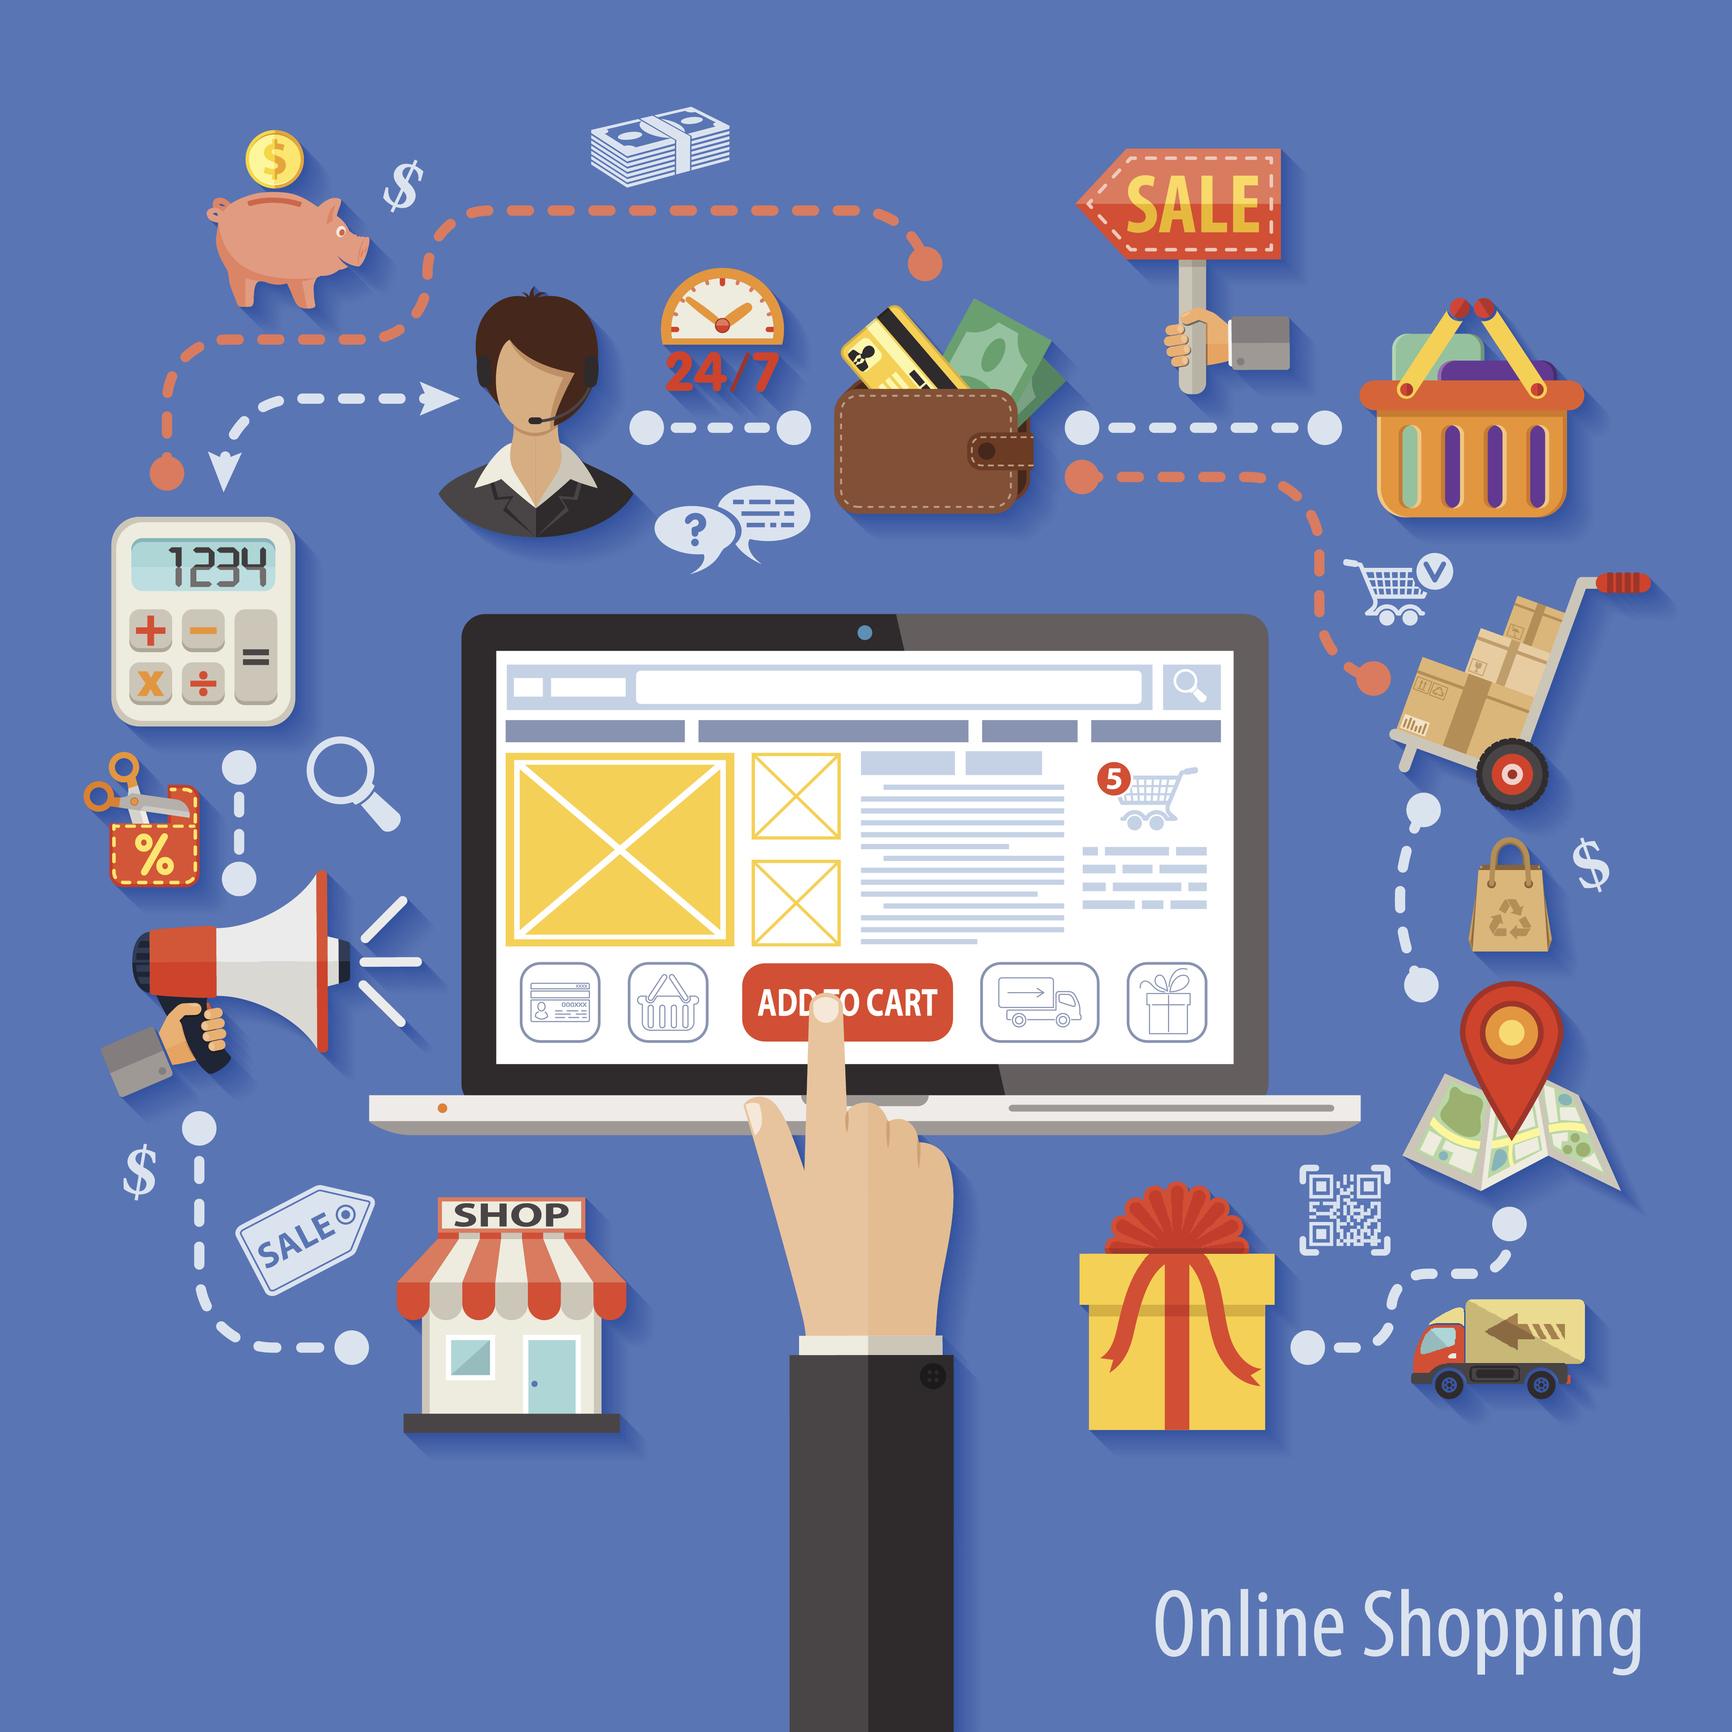 $
$
SALE
24/7
?
1234
+ -
x ÷ =
%
5
ADD TO CART
$
$
SALE
SHOP
Online Shopping